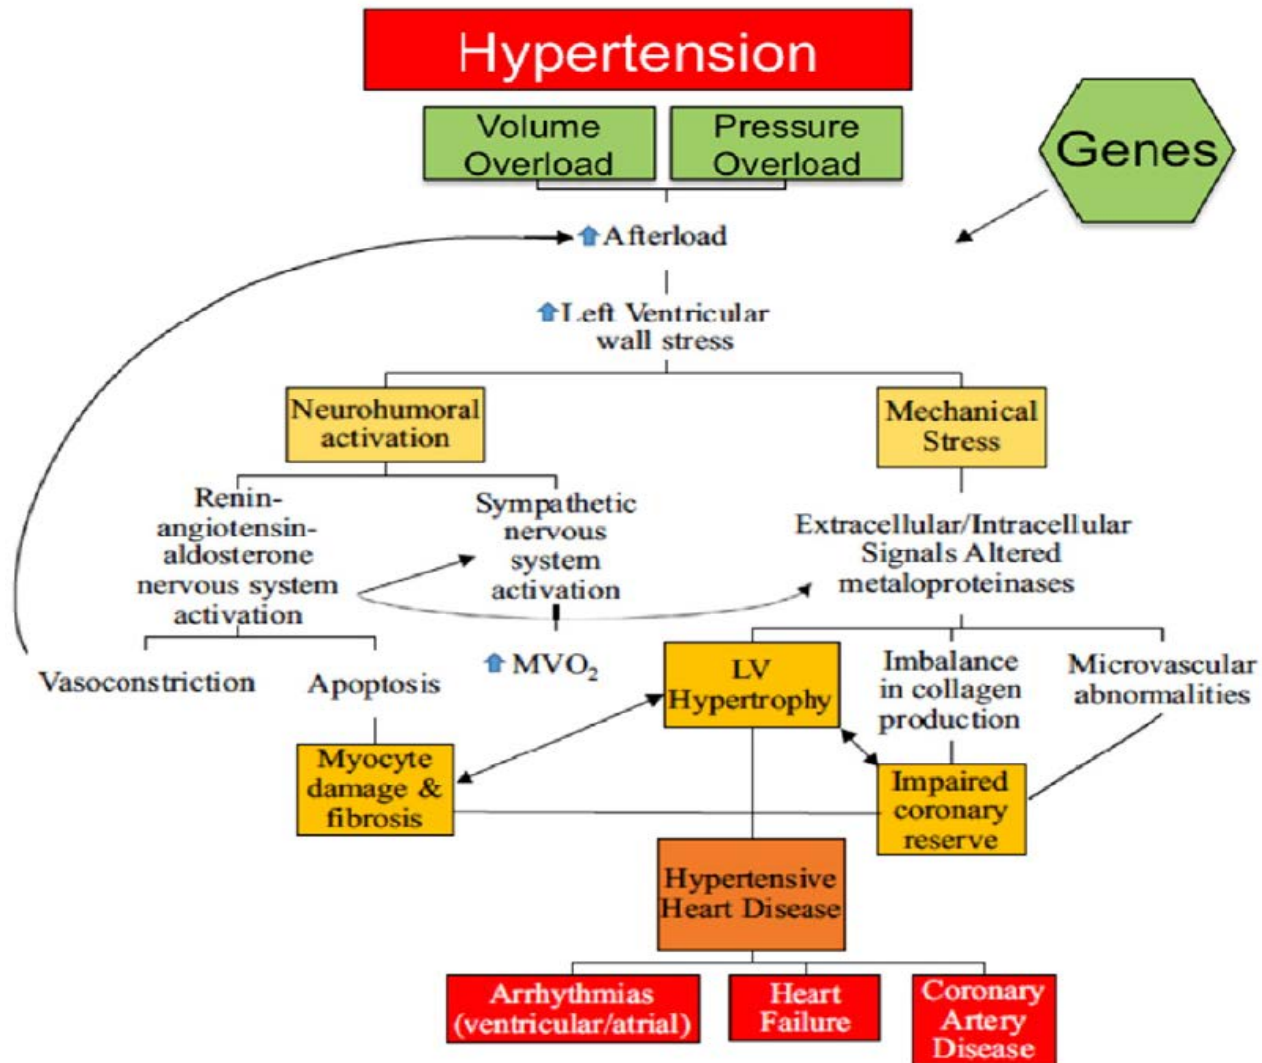 Hypertension
Volume
Overload
Pressure
Overload
Genes
Afterload
Left Ventricular
wall stress
Neurohumoral
activation
Mechanical
Stress
Renin-
angiotensin-
aldosterone
nervous system
activation
Sympathetic
nervous
system
activation
Extracellular/Intracellular
Signals Altered
metaloproteinases
Vasoconstriction
Apoptosis
MVO₂
LV
Hypertrophy
Imbalance
in collagen
production
Microvascular
abnormalities
Myocyte
damage &
fibrosis
Impaired
coronary
reserve
Hypertensive
Heart Disease
Arrhythmias
(ventricular/atrial)
Heart
Failure
Coronary
Artery
Disease